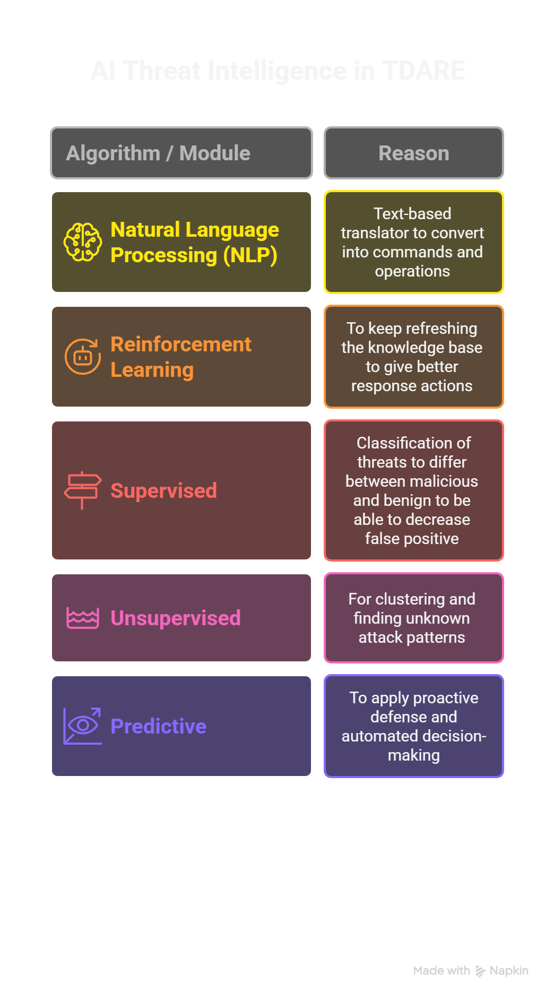 AI Threat Intelligence in TDARE
Algorithm / Module
Reason
Natural Language
Processing (NLP)
Text-based
translator to convert
into commands and
operations
Reinforcement
Learning
To keep refreshing
the knowledge base
to give better
response actions
Supervised
Classification of
threats to differ
between malicious
and benign to be
able to decrease
false positive
Unsupervised
For clustering and
finding unknown
attack patterns
Predictive
To apply proactive
defense and
automated decision-
making
Made with Napkin